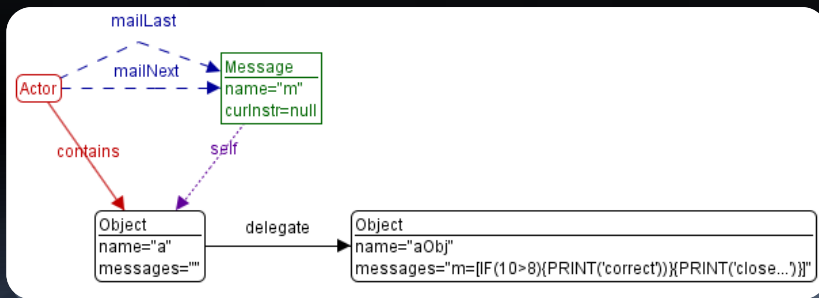 mailLast
mailNext
Actor
Message
name="m"
curInstr=null
contains
self
Object
name="a"
messages=""
delegate
Object
name="aObj"
messages="m=[IF(10>8){PRINT('correct')}{PRINT('close...')}]"